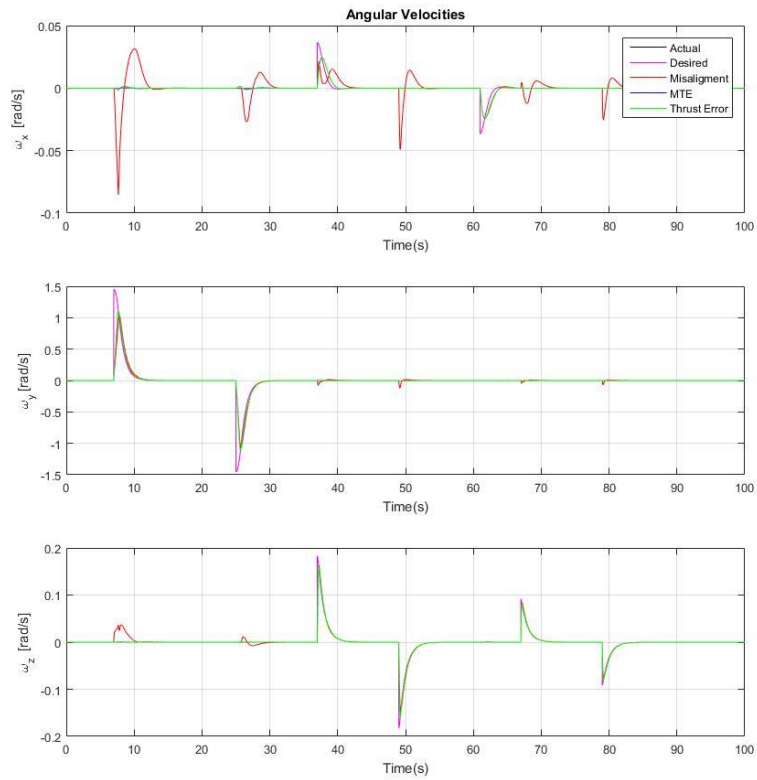 Angular Velocities
0.05
0
-0.05
-0.1
ω_x [rad/s]
Actual
Desired
Misaligment
MTE
Thrust Error
0 10 20 30 40 50 60 70 80 90 100
Time(s)
1.5
1
0.5
0
-0.5
-1
-1.5
ω_y [rad/s]
0 10 20 30 40 50 60 70 80 90 100
Time(s)
0.2
0.1
0
-0.1
-0.2
ω_z [rad/s]
0 10 20 30 40 50 60 70 80 90 100
Time(s)